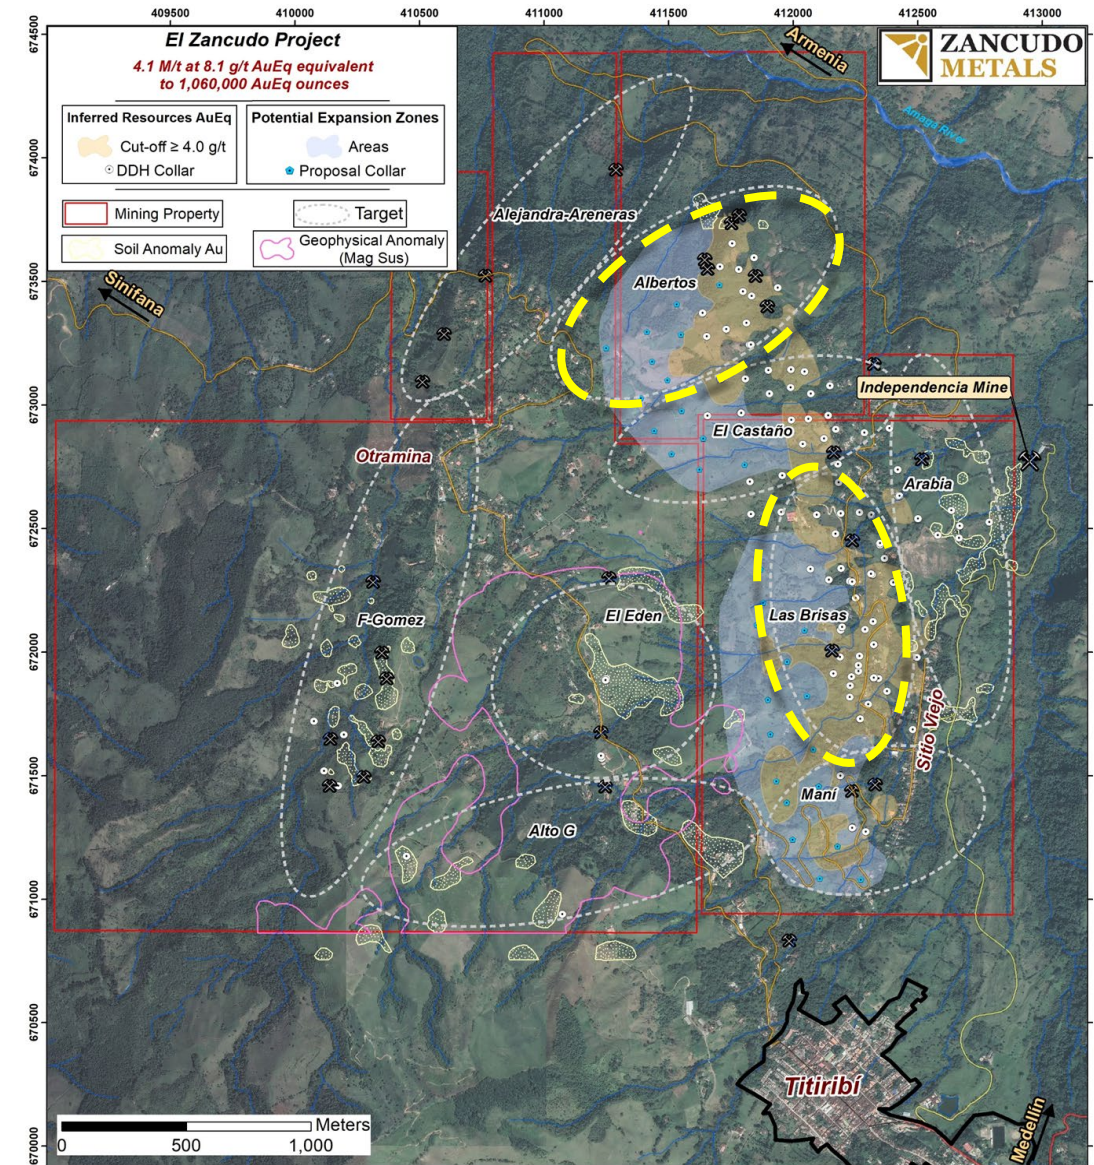 409500 410000 410500 411000 411500 412000 412500 413000
674500
674000
673500
673000
672500
672000
671500
671000
670500
670000
El Zancudo Project
4.1 M/t at 8.1 g/t AuEq equivalent
to 1,060,000 AuEq ounces
Inferred Resources AuEq
Cut-off ≥ 4.0 g/t
DDH Collar
Potential Expansion Zones
Areas
Proposal Collar
Mining Property
Target
Soil Anomaly Au
Geophysical Anomaly
(Mag Sus)
ZANCUDO
METALS
Armenia
Amaga River
Alejandra-Areneras
Sinifana
Albertos
Independencia Mine
El Castaño
Otramina
Arabia
F-Gomez
El Eden
Las Brisas
Sitio Viejo
Maní
Alto G
Titiribí
Medellín
Meters
0 500 1,000